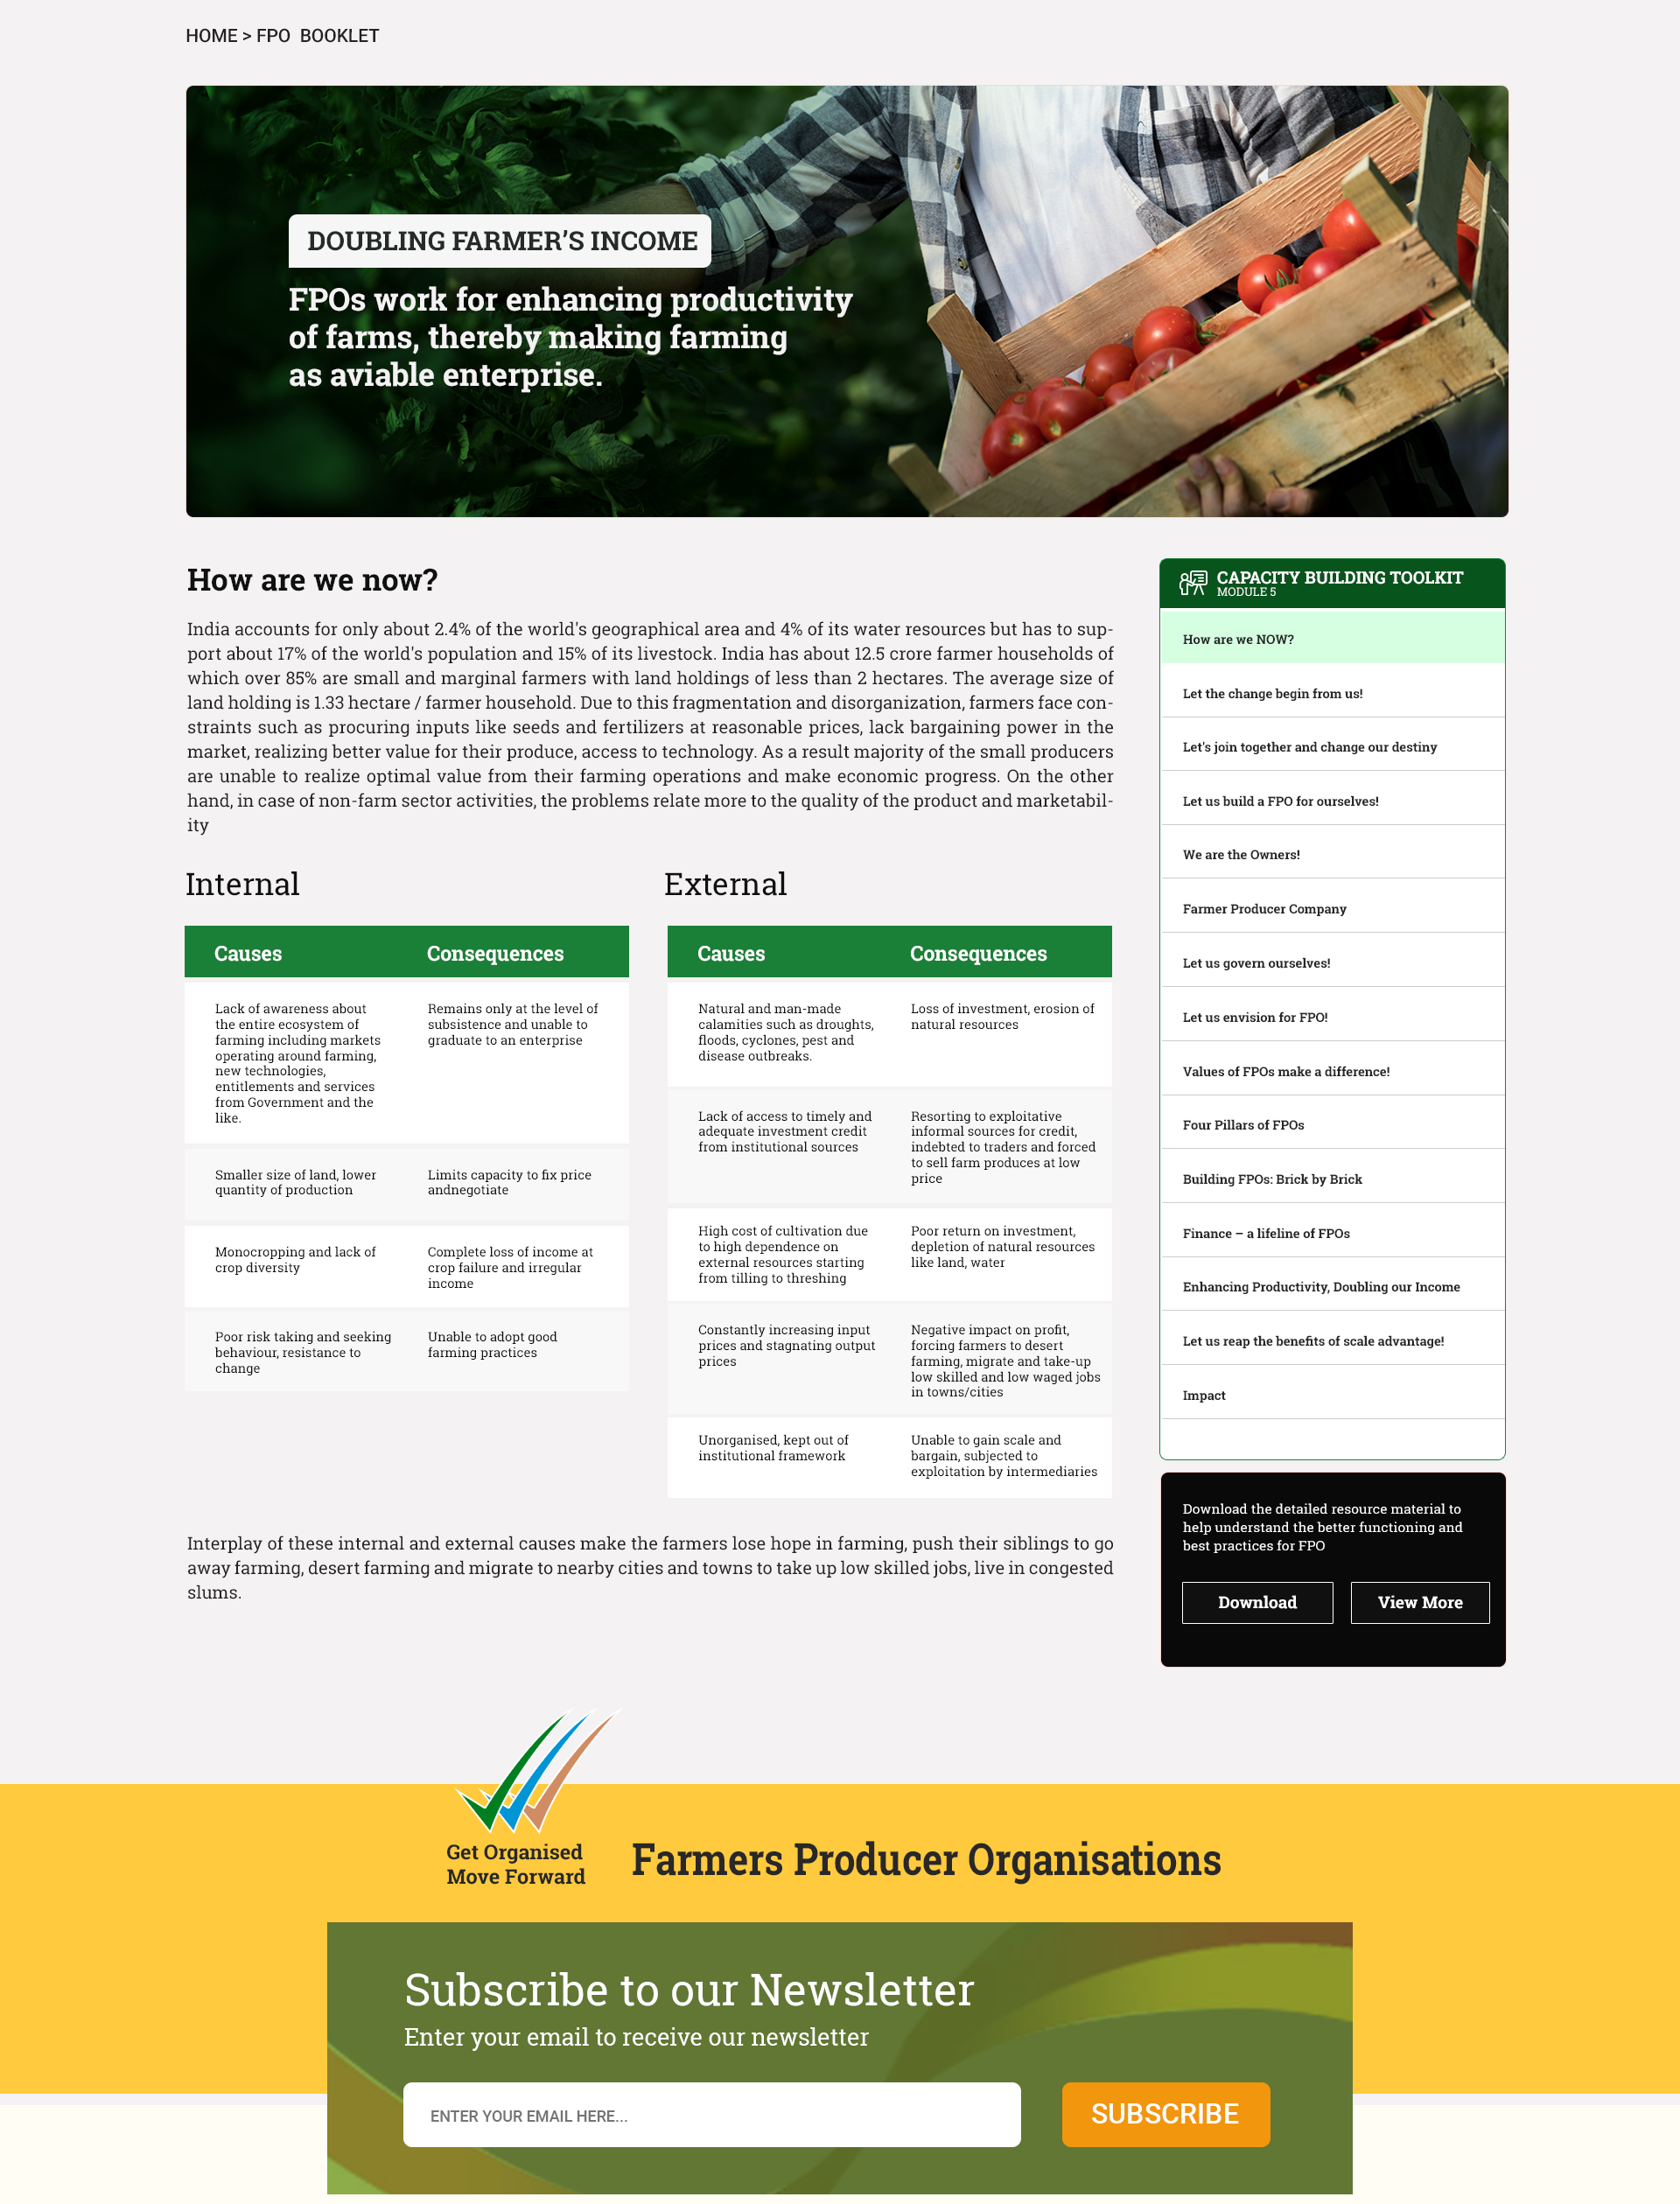 HOME > FPO BOOKLET
DOUBLING FARMER’S INCOME
FPOs work for enhancing productivity
of farms, thereby making farming
as aviable enterprise.
How are we now?
India accounts for only about 2.4% of the world's geographical area and 4% of its water resources but has to sup-
port about 17% of the world's population and 15% of its livestock. India has about 12.5 crore farmer households of
which over 85% are small and marginal farmers with land holdings of less than 2 hectares. The average size of
land holding is 1.33 hectare / farmer household. Due to this fragmentation and disorganization, farmers face con-
straints such as procuring inputs like seeds and fertilizers at reasonable prices, lack bargaining power in the
market, realizing better value for their produce, access to technology. As a result majority of the small producers
are unable to realize optimal value from their farming operations and make economic progress. On the other
hand, in case of non-farm sector activities, the problems relate more to the quality of the product and marketabil-
ity
Internal
Causes
Consequences
Lack of awareness about
the entire ecosystem of
farming including markets
operating around farming,
new technologies,
entitlements and services
from Government and the
like.
Remains only at the level of
subsistence and unable to
graduate to an enterprise
Smaller size of land, lower
quantity of production
Limits capacity to fix price
andnegotiate
Monocropping and lack of
crop diversity
Complete loss of income at
crop failure and irregular
income
Poor risk taking and seeking
behaviour, resistance to
change
Unable to adopt good
farming practices
External
Causes
Consequences
Natural and man-made
calamities such as droughts,
floods, cyclones, pest and
disease outbreaks.
Loss of investment, erosion of
natural resources
Lack of access to timely and
adequate investment credit
from institutional sources
Resorting to exploitative
informal sources for credit,
indebted to traders and forced
to sell farm produces at low
price
High cost of cultivation due
to high dependence on
external resources starting
from tilling to threshing
Poor return on investment,
depletion of natural resources
like land, water
Constantly increasing input
prices and stagnating output
prices
Negative impact on profit,
forcing farmers to desert
farming, migrate and take-up
low skilled and low waged jobs
in towns/cities
Unorganised, kept out of
institutional framework
Unable to gain scale and
bargain, subjected to
exploitation by intermediaries
Interplay of these internal and external causes make the farmers lose hope in farming, push their siblings to go
away farming, desert farming and migrate to nearby cities and towns to take up low skilled jobs, live in congested
slums.
CAPACITY BUILDING TOOLKIT
MODULE 5
How are we NOW?
Let the change begin from us!
Let's join together and change our destiny
Let us build a FPO for ourselves!
We are the Owners!
Farmer Producer Company
Let us govern ourselves!
Let us envision for FPO!
Values of FPOs make a difference!
Four Pillars of FPOs
Building FPOs: Brick by Brick
Finance – a lifeline of FPOs
Enhancing Productivity, Doubling our Income
Let us reap the benefits of scale advantage!
Impact
Download the detailed resource material to
help understand the better functioning and
best practices for FPO
Download
View More
Get Organised
Move Forward
Farmers Producer Organisations
Subscribe to our Newsletter
Enter your email to receive our newsletter
ENTER YOUR EMAIL HERE...
SUBSCRIBE